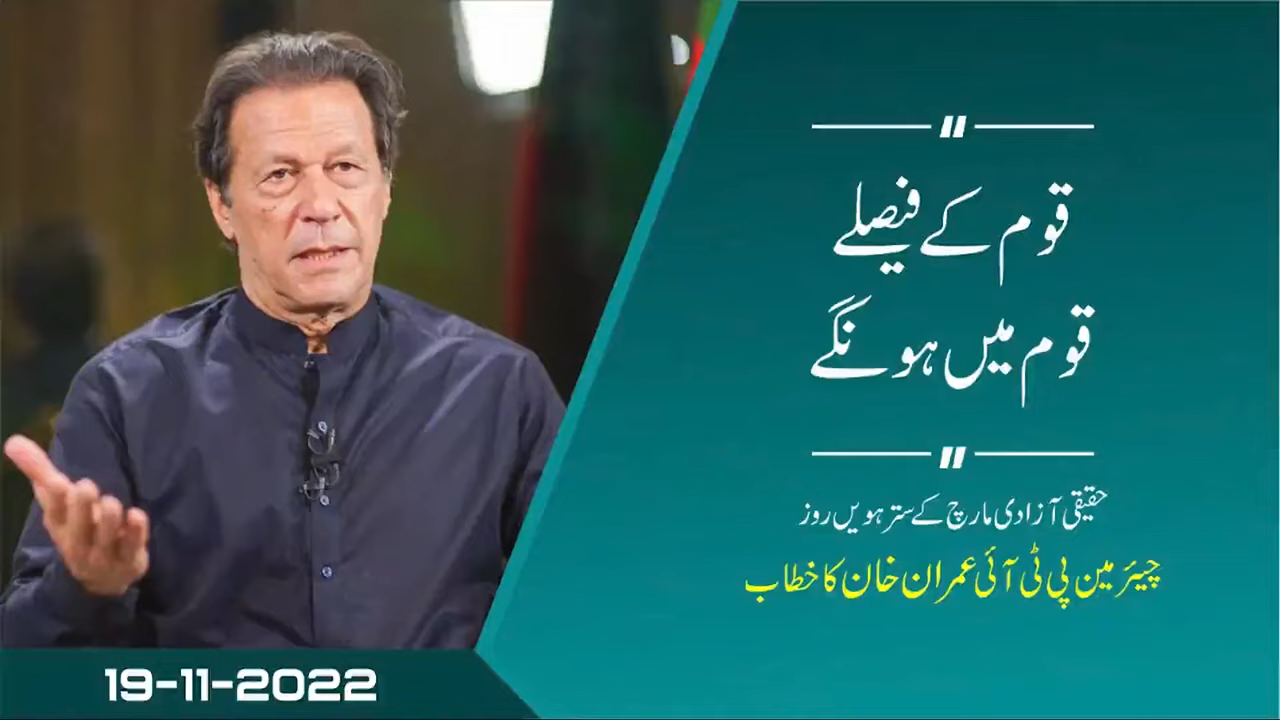 قوم کے فیصلے
قوم میں ہونگے
حقیقی آزادی مارچ کے سترہویں روز
چیئرمین پی ٹی آئی عمران خان کا خطاب
19-11-2022